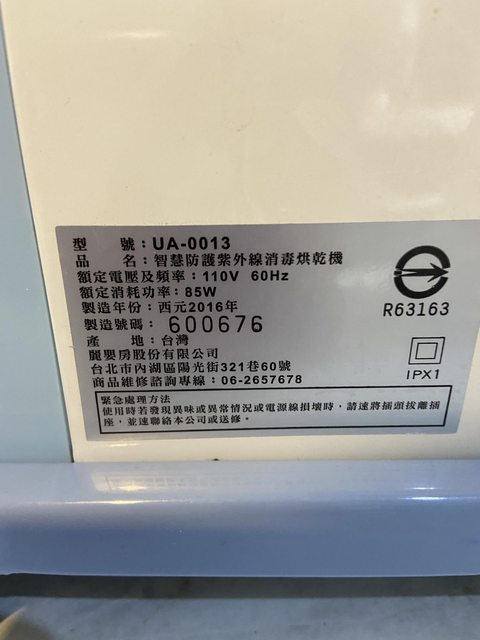 型 號：UA-0013
品 名：智慧防護紫外線消毒烘乾機
額定電壓及頻率：110V 60Hz
額定消耗功率：85W
製造年份：西元2016年
製造號碼：600676
產 地：台灣
麗嬰房股份有限公司
台北市內湖區陽光街321巷60號
商品維修諮詢專線：06-2657678
R63163
IPX1
緊急處理方法
使用時若發現異味或異常情況或電源線損壞時，請速將插頭拔離插
座，並速聯絡本公司或送修。